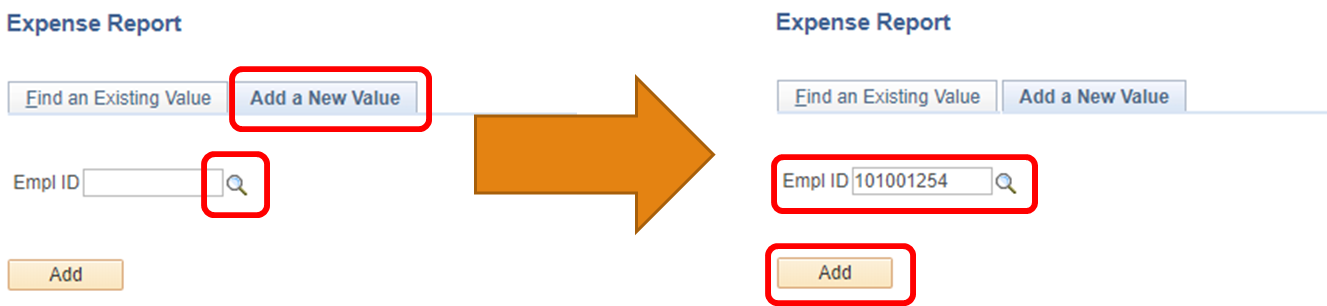 Expense Report
Find an Existing Value Add a New Value
Empl ID
Add
Expense Report
Find an Existing Value Add a New Value
Empl ID 101001254
Add